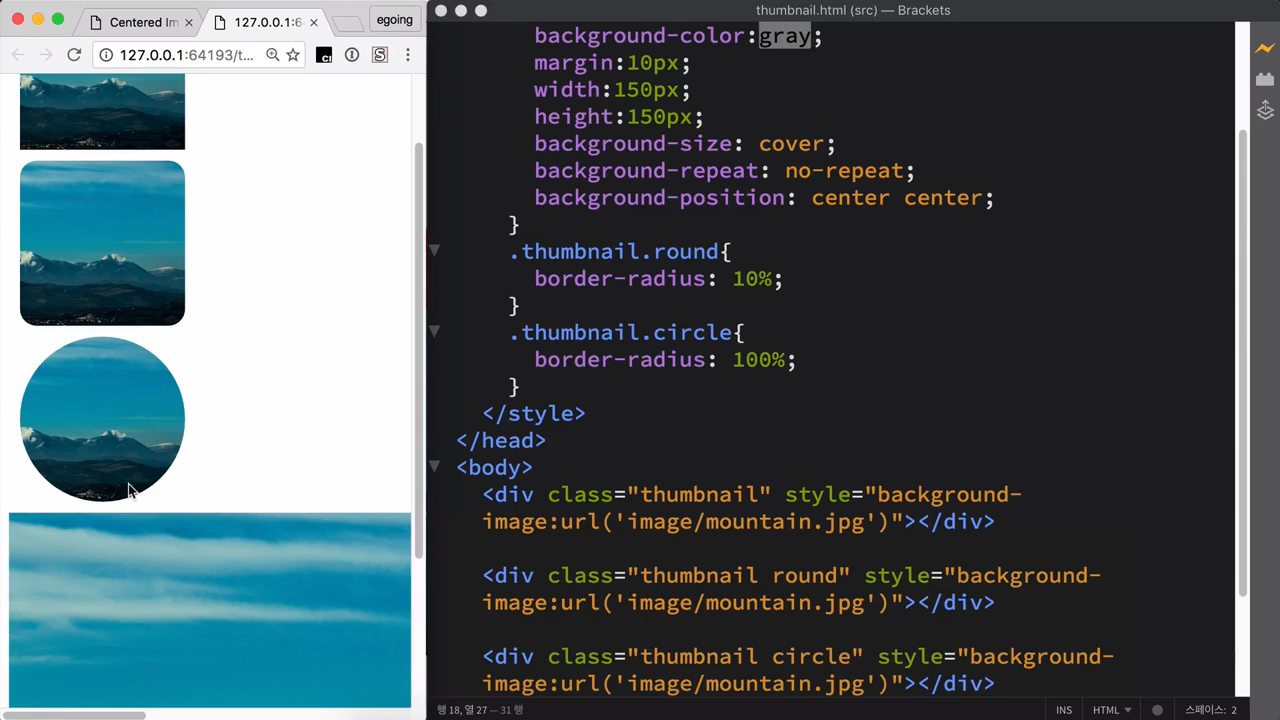 Centered Im
127.0.0.1:6
egoing
127.0.0.1:64193/t...
thumbnail.html (src) — Brackets
background-color:gray;
margin:10px;
width:150px;
height:150px;
background-size: cover;
background-repeat: no-repeat;
background-position: center center;
}
.thumbnail.round{
border-radius: 10%;
}
.thumbnail.circle{
border-radius: 100%;
}
</style>
</head>
<body>
<div class="thumbnail" style="background-
image:url('image/mountain.jpg')"></div>
<div class="thumbnail round" style="background-
image:url('image/mountain.jpg')"></div>
<div class="thumbnail circle" style="background-
image:url('image/mountain.jpg')"></div>
행 18, 열 27 — 31 행
INS
HTML
스페이스: 2